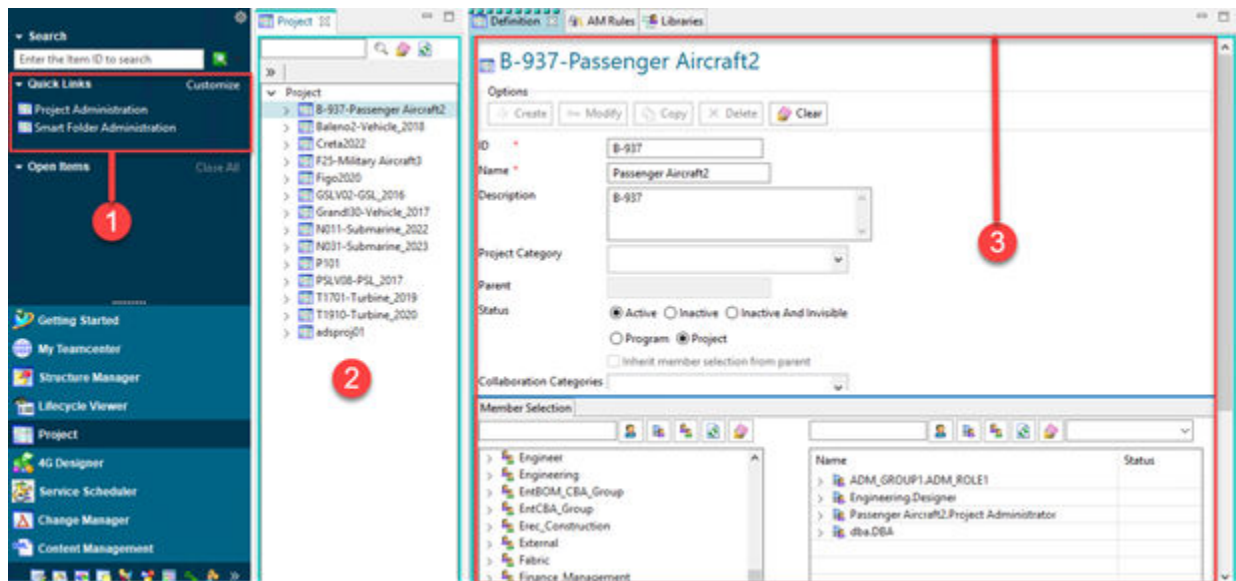 Search
Enter the Item ID to search
Quick Links Customize
Project Administration
Smart Folder Administration
Open Items Close All
1
Getting Started
My Teamcenter
Structure Manager
Lifecycle Viewer
Project
4G Designer
Service Scheduler
Change Manager
Content Management
»
Project
»
Project
B-937-Passenger Aircraft2
Baleno2-Vehicle_2018
Creta2022
F25-Military Aircraft3
Figo2020
GSLV02-GSL_2016
GrandI30-Vehicle_2017
N011-Submarine_2022
N031-Submarine_2023
P101
PSLV08-PSL_2017
T1701-Turbine_2019
T1910-Turbine_2020
adsproj01
2
Definition AM Rules Libraries
B-937-Passenger Aircraft2
Options
Create Modify Copy Delete Clear
ID * B-937
Name * Passenger Aircraft2
Description B-937
3
Project Category
Parent
Status Active Inactive Inactive And Invisible
Program Project
Inherit member selection from parent
Collaboration Categories
Member Selection
Engineer
Engineering
EntBOM_CBA_Group
EntCBA_Group
Erec_Construction
External
Fabric
Finance_Management
Name Status
ADM_GROUP1.ADM_ROLE1
Engineering.Designer
Passenger Aircraft2.Project Administrator
dba.DBA